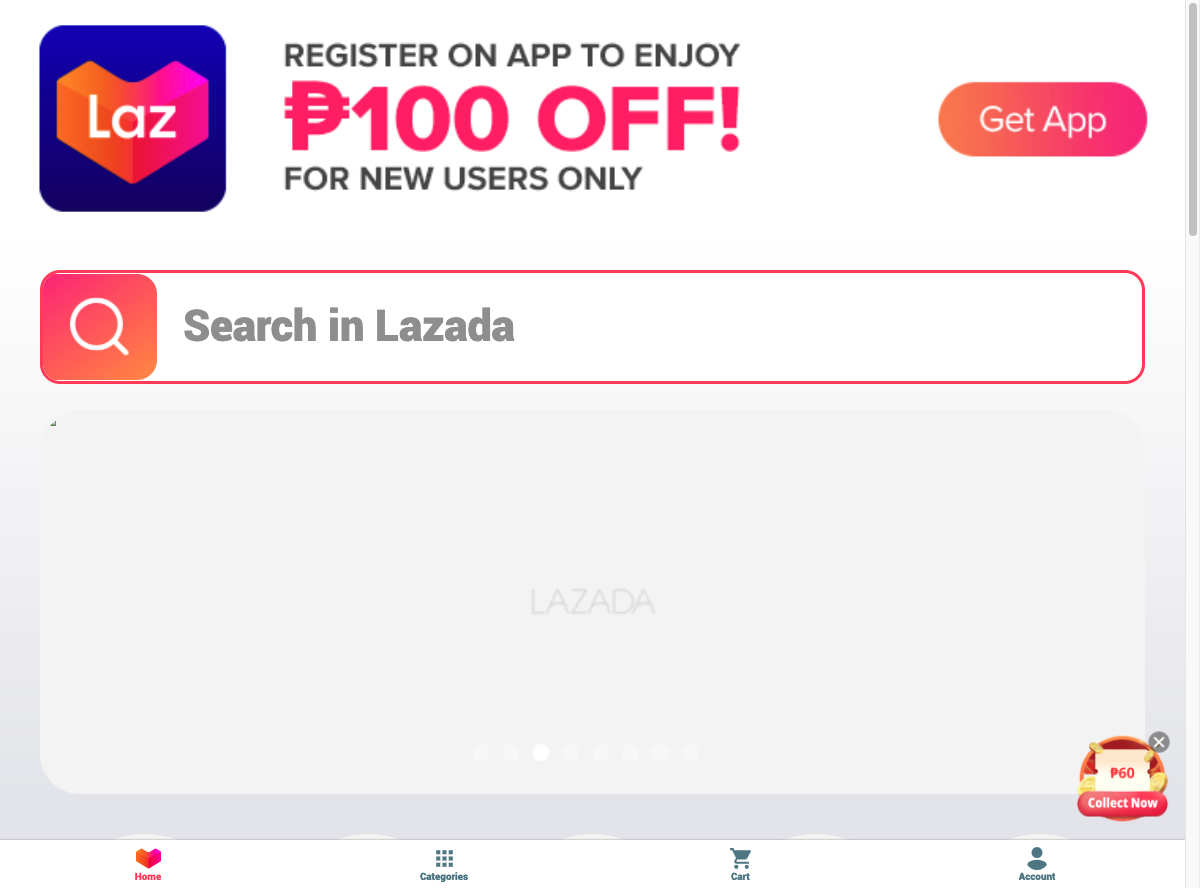 Laz
REGISTER ON APP TO ENJOY
₱100 OFF!
FOR NEW USERS ONLY
Get App
Search in Lazada
LAZADA
₱60
Collect Now
Home
Categories
Cart
Account